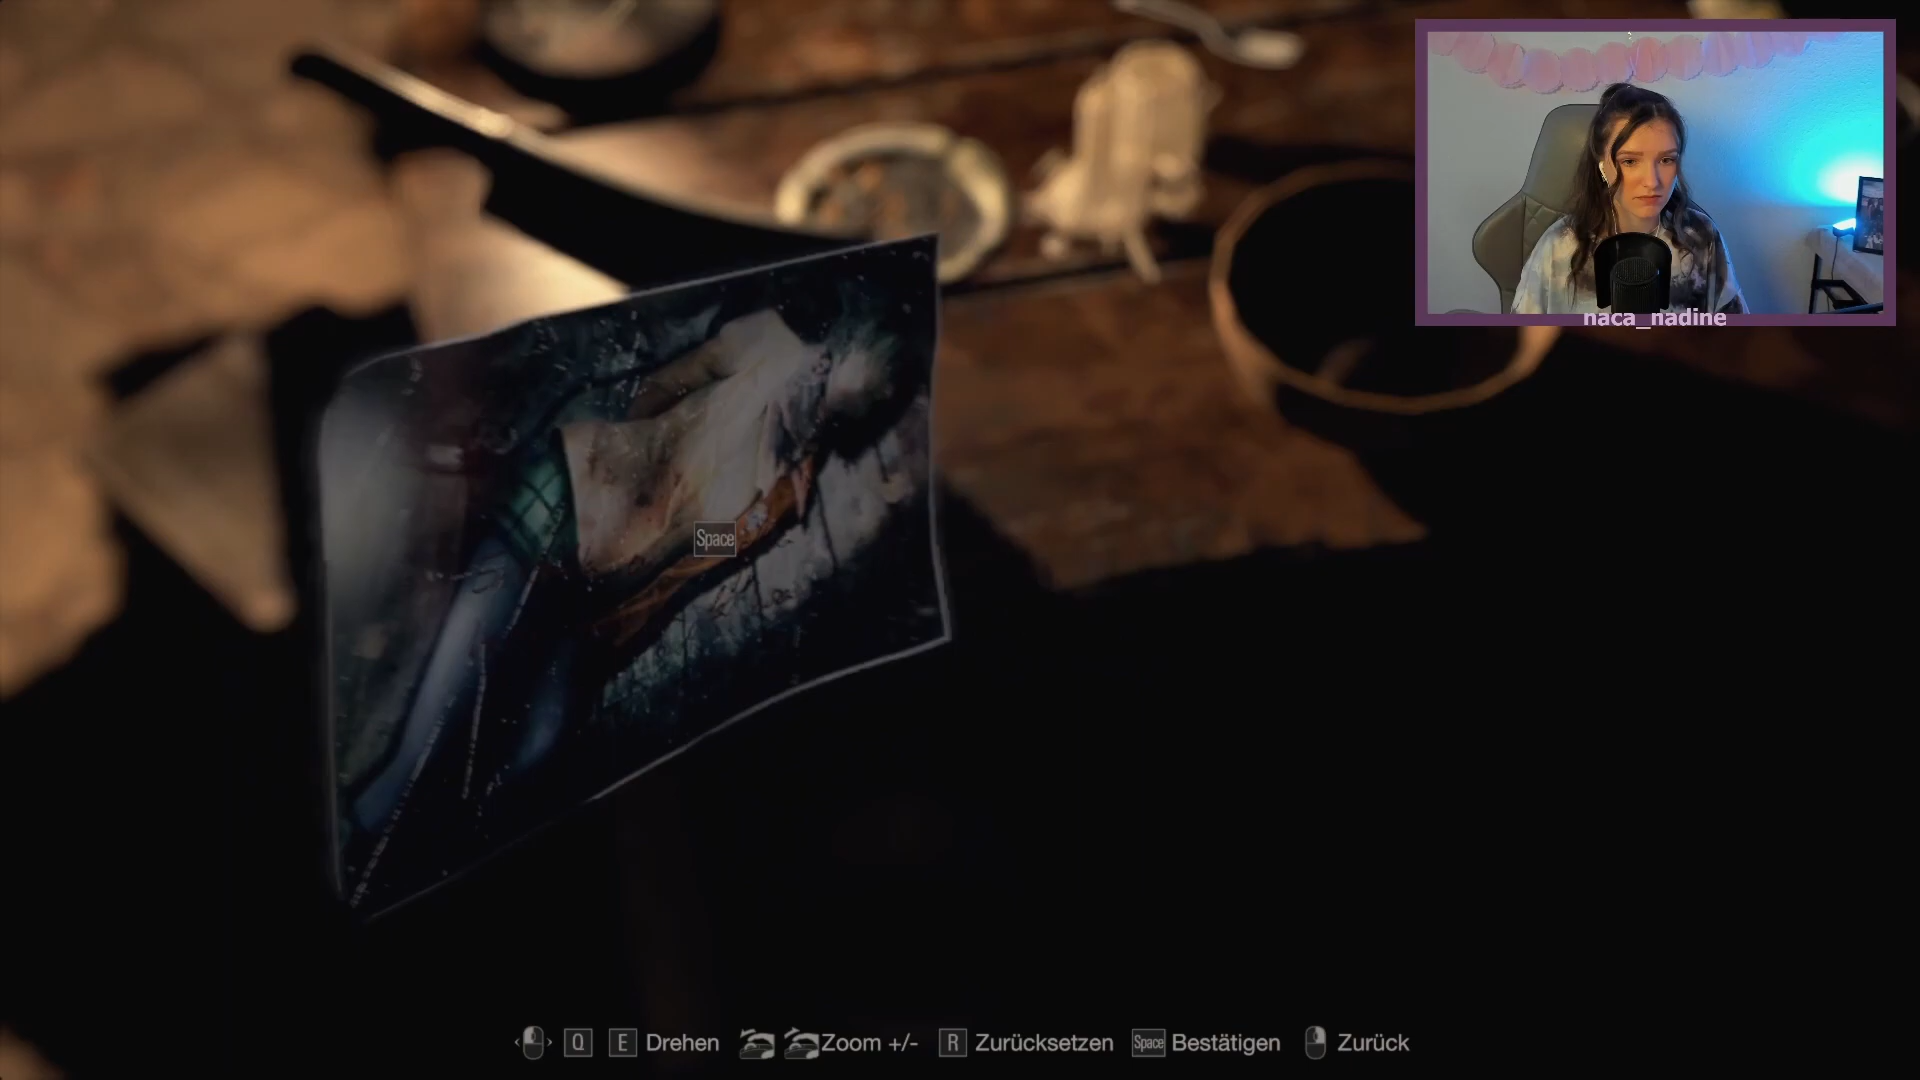 naca_nadine
Space
Q E Drehen Zoom +/- R Zurücksetzen Space Bestätigen Zurück